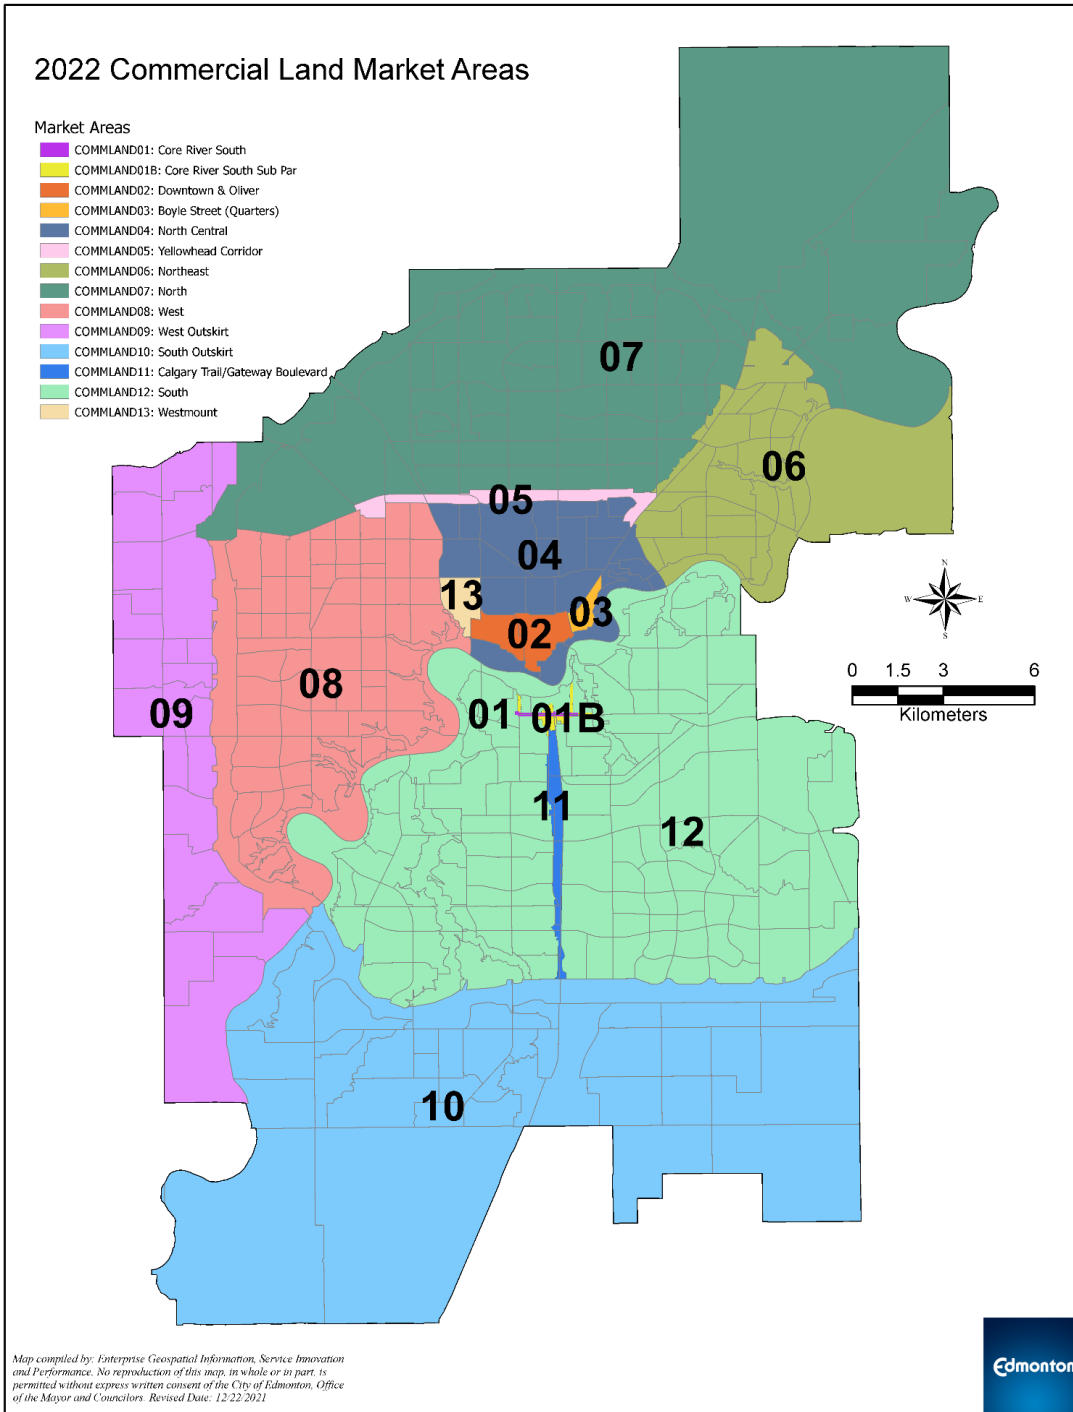 2022 Commercial Land Market Areas
Market Areas
COMMLAND01: Core River South
COMMLAND01B: Core River South Sub Par
COMMLAND02: Downtown & Oliver
COMMLAND03: Boyle Street (Quarters)
COMMLAND04: North Central
COMMLAND05: Yellowhead Corridor
COMMLAND06: Northeast
COMMLAND07: North
COMMLAND08: West
COMMLAND09: West Outskirt
COMMLAND10: South Outskirt
COMMLAND11: Calgary Trail/Gateway Boulevard
COMMLAND12: South
COMMLAND13: Westmount
07
06
05
04
13
03
02
08
09
01
01B
11
12
10
N
W E
S
0 1.5 3 6
Kilometers
Map compiled by: Enterprise Geospatial Information, Service Innovation
and Performance. No reproduction of this map, in whole or in part, is
permitted without express written consent of the City of Edmonton, Office
of the Mayor and Councilors. Revised Date: 12/22/2021
Edmonton